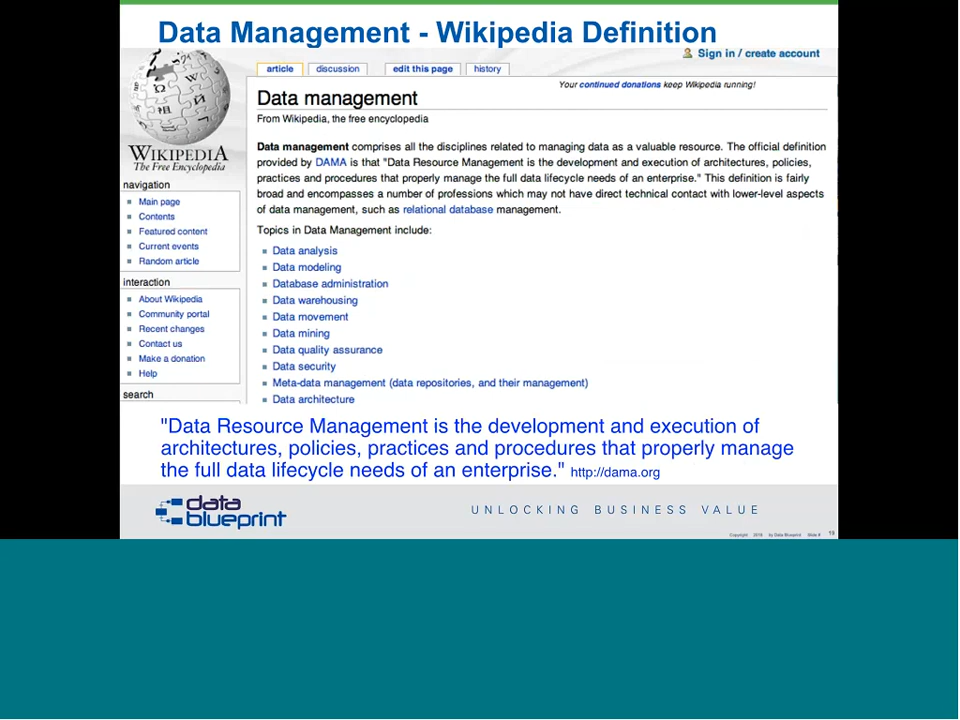 Data Management - Wikipedia Definition
Sign in / create account
article discussion edit this page history
Your continued donations keep Wikipedia running!
Data management
From Wikipedia, the free encyclopedia
Data management comprises all the disciplines related to managing data as a valuable resource. The official definition
provided by DAMA is that "Data Resource Management is the development and execution of architectures, policies,
practices and procedures that properly manage the full data lifecycle needs of an enterprise." This definition is fairly
broad and encompasses a number of professions which may not have direct technical contact with lower-level aspects
of data management, such as relational database management.
Topics in Data Management include:
Data analysis
Data modeling
Database administration
Data warehousing
Data movement
Data mining
Data quality assurance
Data security
Meta-data management (data repositories, and their management)
Data architecture
WIKIPEDIA
The Free Encyclopedia
navigation
Main page
Contents
Featured content
Current events
Random article
interaction
About Wikipedia
Community portal
Recent changes
Contact us
Make a donation
Help
search
"Data Resource Management is the development and execution of
architectures, policies, practices and procedures that properly manage
the full data lifecycle needs of an enterprise." http://dama.org
data
blueprint
UNLOCKING BUSINESS VALUE
Copyright 2018 by Data Blueprint Slide # 19